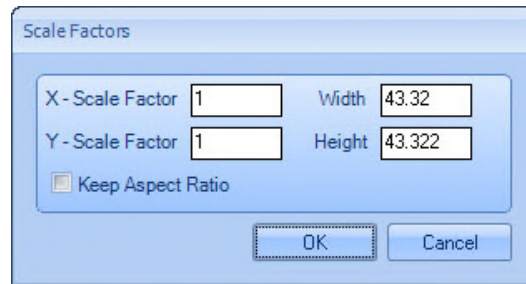 Scale Factors
X - Scale Factor 1 Width 43.32
Y - Scale Factor 1 Height 43.322
Keep Aspect Ratio
OK Cancel